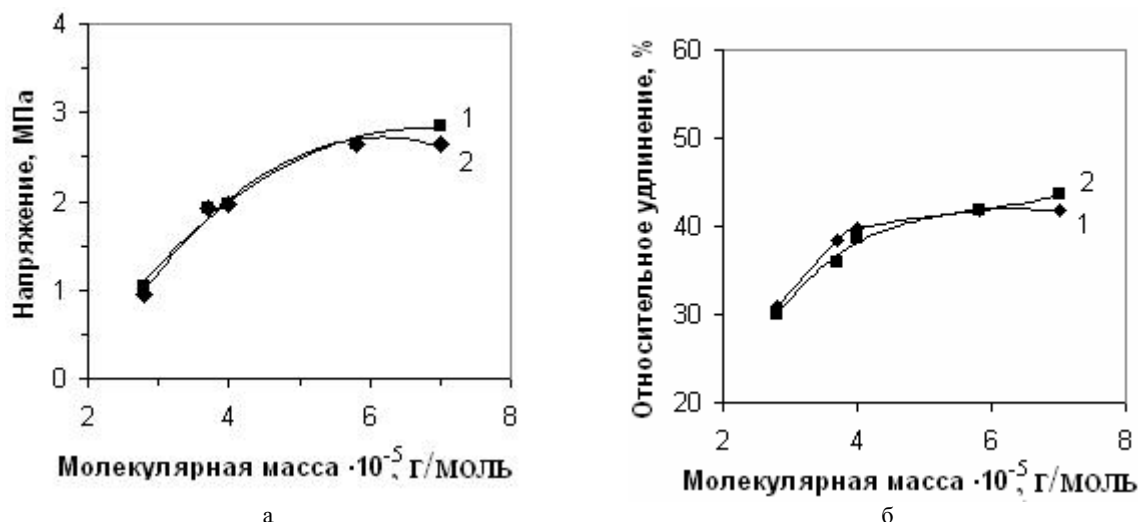 Напряжение, МПа
4
3
2
1
0
1
2
2 4 6 8
Молекулярная масса ·10⁻⁵, г/моль
а
Относительное удлинение, %
60
50
40
30
20
2
1
2 4 6 8
Молекулярная масса ·10⁻⁵, г/моль
б